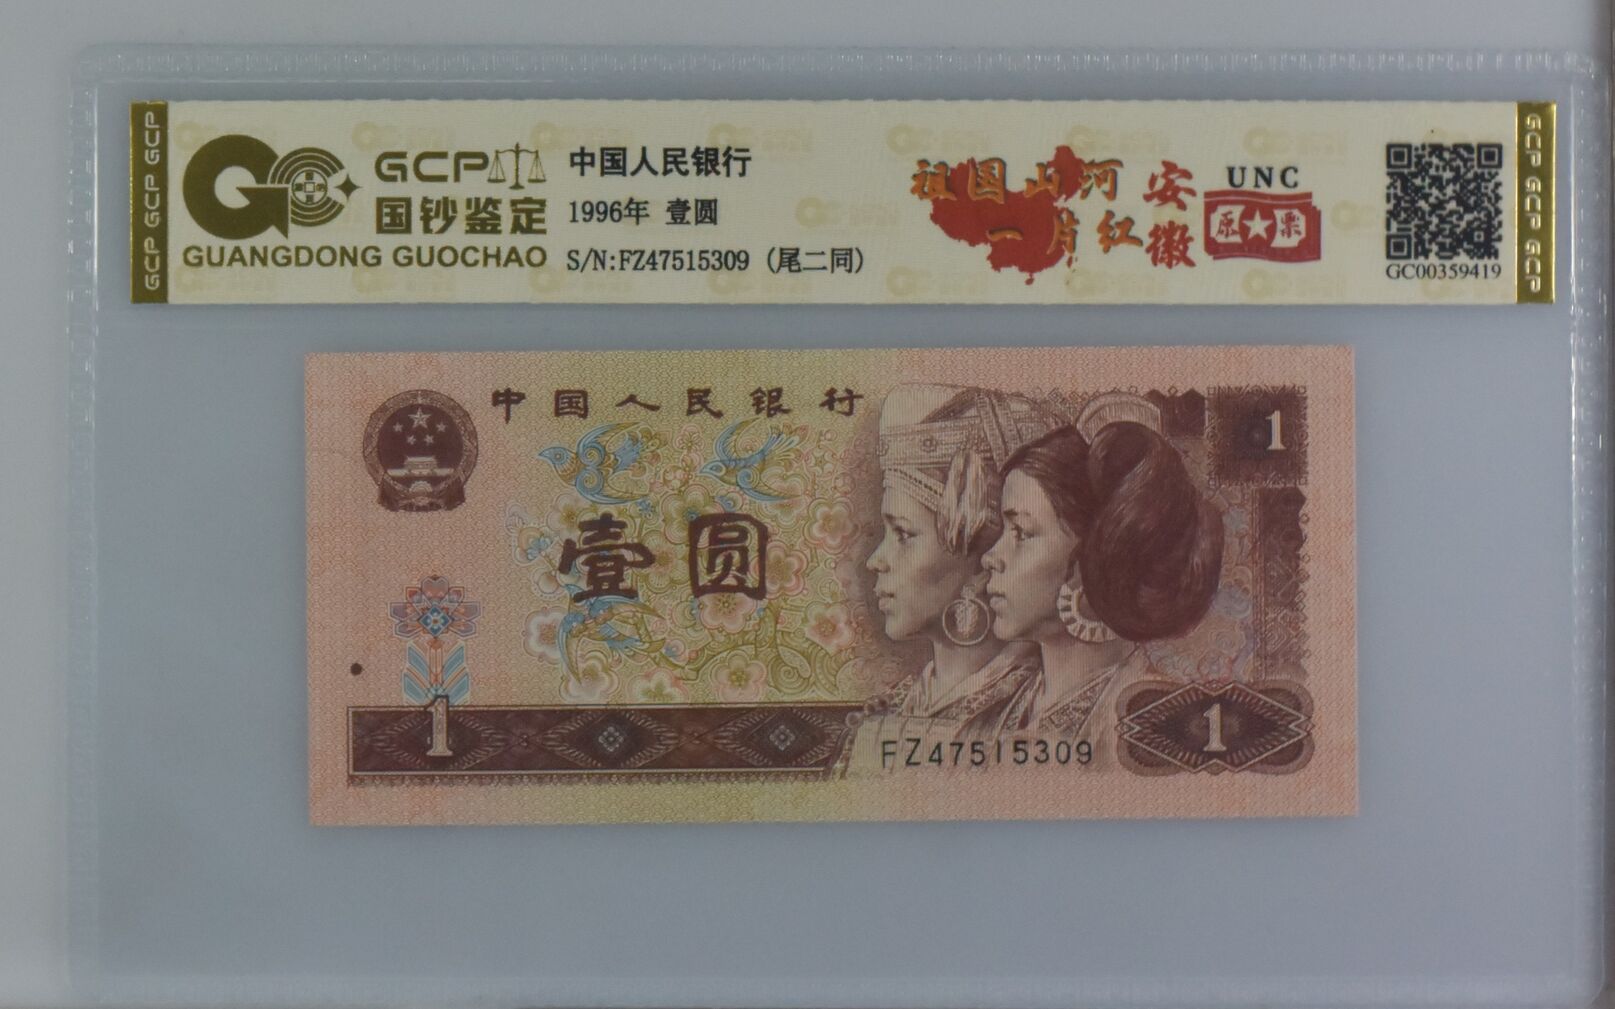 GCP GCP GCP
GCP
国钞鉴定
GUANGDONG GUOCHAO
中国人民银行
1996年 壹圆
S/N:FZ47515309 (尾二同)
祖国山河
一片红
安徽
UNC
原票
GC00359419
GCP GCP GCP
中国人民银行
1
壹圆
1
FZ47515309
1